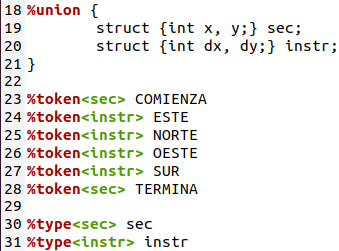 18 %union {
19         struct {int x, y;} sec;
20         struct {int dx, dy;} instr;
21 }
22
23 %token<sec> COMIENZA
24 %token<instr> ESTE
25 %token<instr> NORTE
26 %token<instr> OESTE
27 %token<instr> SUR
28 %token<sec> TERMINA
29
30 %type<sec> sec
31 %type<instr> instr